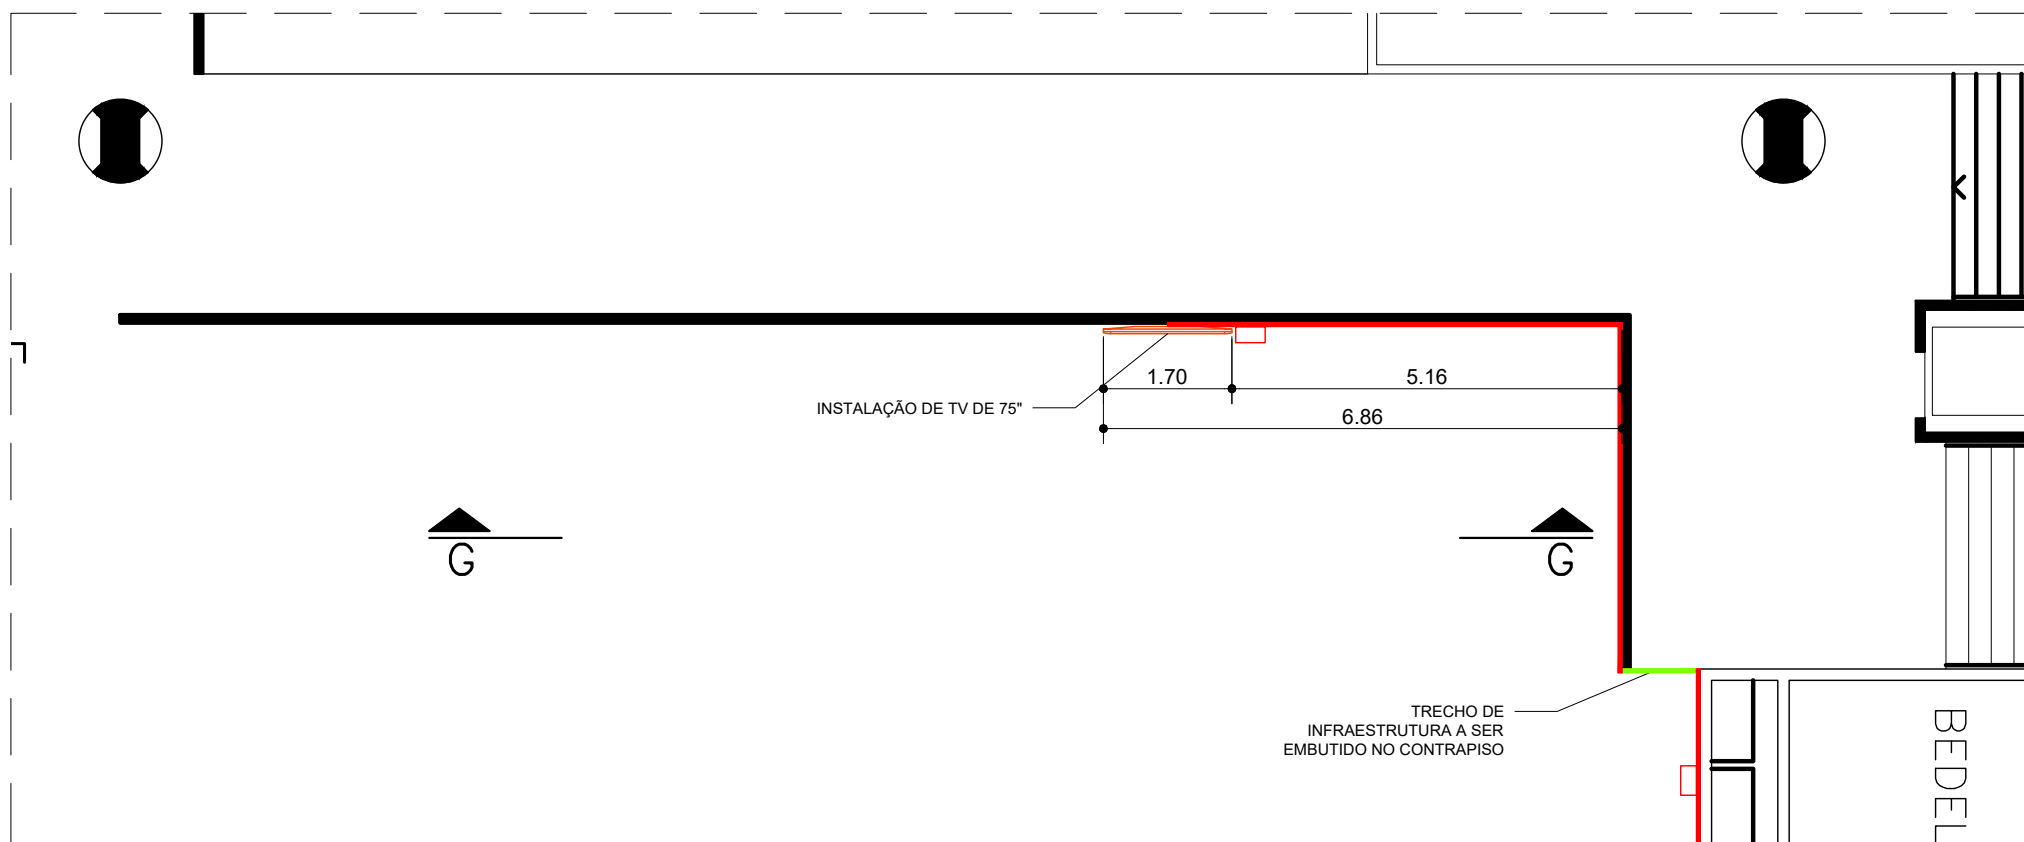 1.70
5.16
INSTALAÇÃO DE TV DE 75"
6.86
G
G
TRECHO DE
INFRAESTRUTURA A SER
EMBUTIDO NO CONTRAPISO
BEDEL